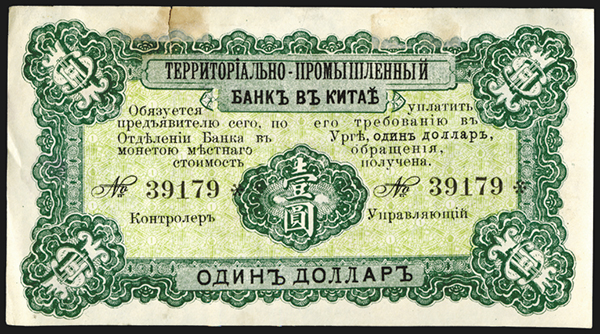 ТЕРРИТОРІАЛЬНО-ПРОМЫШЛЕННЫЙ
БАНКЪ ВЪ КИТАѢ
Обязуется уплатить
предъявителю сего, по его требованію въ
Отдѣленіи Банка въ Ургѣ, ОДИНЪ ДОЛЛАРЪ,
монетою мѣстнаго обращенія,
стоимость получена.
№ 39179 * № 39179 *
壹
圓
Контролеръ Управляющій
ОДИНЪ ДОЛЛАРЪ